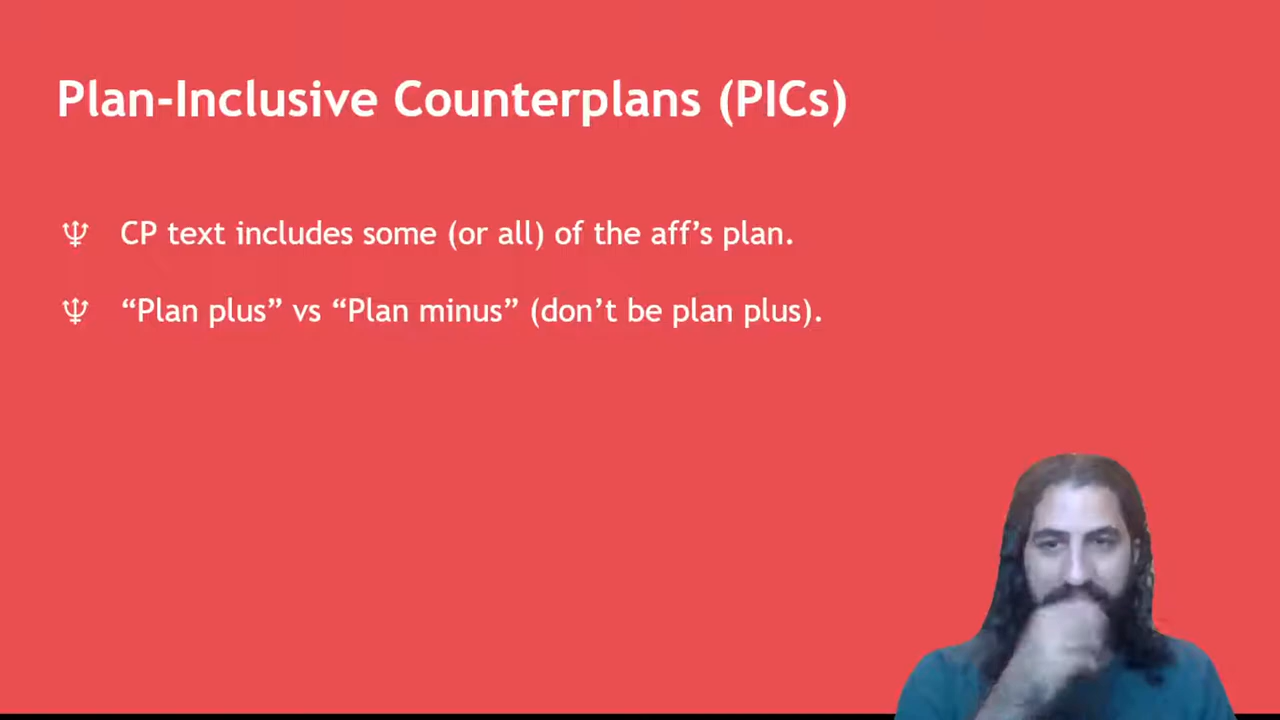 Plan-Inclusive Counterplans (PICs)
CP text includes some (or all) of the aff’s plan.
“Plan plus” vs “Plan minus” (don’t be plan plus).